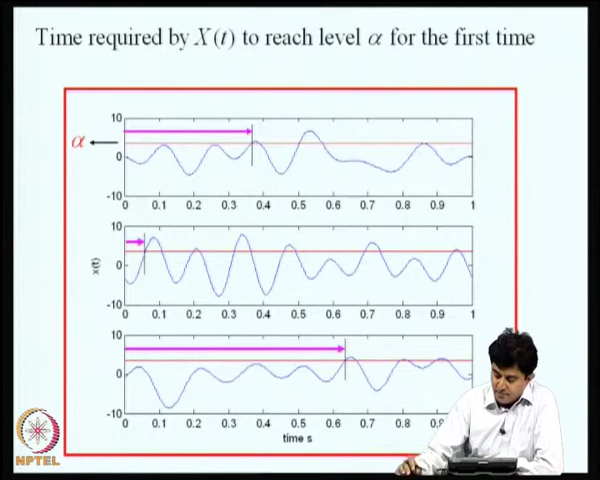 Time required by X(t) to reach level α for the first time
10
α
0
-10
0 0.1 0.2 0.3 0.4 0.5 0.6 0.7 0.8 0.9 1
10
x(t)
0
-10
0 0.1 0.2 0.3 0.4 0.5 0.6 0.7 0.8 0.9 1
10
0
-10
0 0.1 0.2 0.3 0.4 0.5 0.6 0.7 0.8
time s
NPTEL